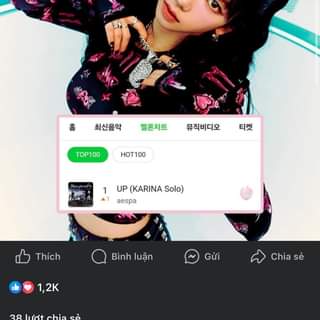 홈 최신음악 멜론차트 뮤직비디오 티켓
TOP100 HOT100
1 UP (KARINA Solo)
▲1 aespa
Thích Bình luận Gửi Chia sẻ
1,2K
38 lượt chia sẻ